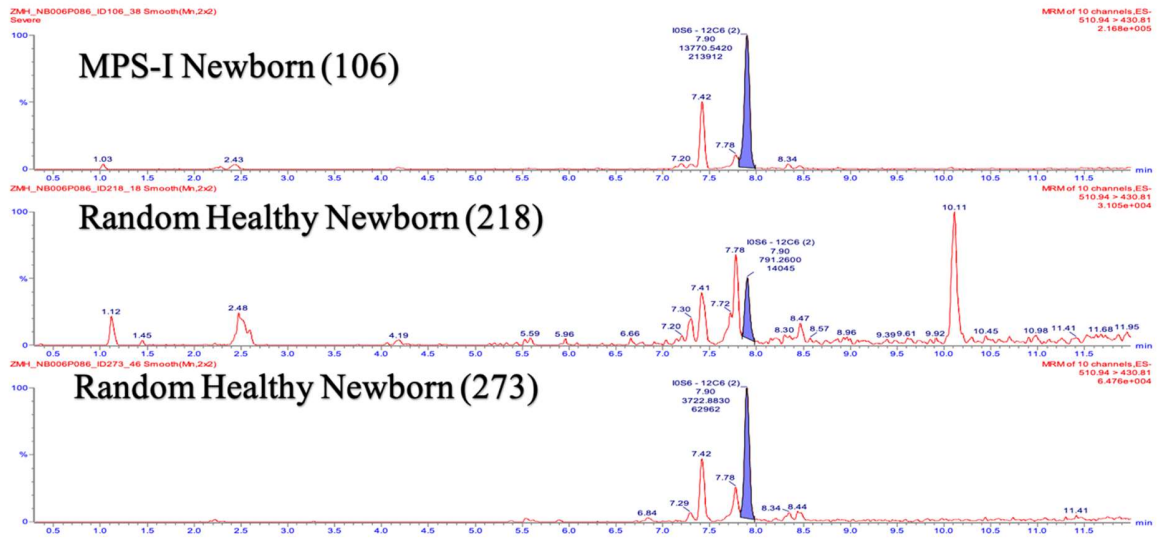 ZMH_NB006P086_ID106_38 Smooth(Mn,2x2)
Severe
MRM of 10 channels,ES-
510.94 > 430.81
2.168e+005
MPS-I Newborn (106)
100
%
0
I0S6 - 12C6 (2)
7.90
13770.5420
213912
1.03
2.43
7.20
7.42
7.78
8.34
0.5 1.0 1.5 2.0 2.5 3.0 3.5 4.0 4.5 5.0 5.5 6.0 6.5 7.0 7.5 8.0 8.5 9.0 9.5 10.0 10.5 11.0 11.5 min
ZMH_NB006P086_ID218_18 Smooth(Mn,2x2)
MRM of 10 channels,ES-
510.94 > 430.81
3.105e+004
Random Healthy Newborn (218)
100
%
0
I0S6 - 12C6 (2)
7.90
791.2600
14045
1.12
1.45
2.48
4.19
5.59
5.96
6.66
7.20
7.30
7.41
7.72
7.78
8.30
8.47
8.57
8.96
9.39
9.61
9.92
10.11
10.45
10.98
11.41
11.68
11.95
0.5 1.0 1.5 2.0 2.5 3.0 3.5 4.0 4.5 5.0 5.5 6.0 6.5 7.0 7.5 8.0 8.5 9.0 9.5 10.0 10.5 11.0 11.5 min
ZMH_NB006P086_ID273_46 Smooth(Mn,2x2)
MRM of 10 channels,ES-
510.94 > 430.81
6.476e+004
Random Healthy Newborn (273)
100
%
0
I0S6 - 12C6 (2)
7.90
3722.8830
62962
6.84
7.29
7.42
7.78
8.34
8.44
11.41
0.5 1.0 1.5 2.0 2.5 3.0 3.5 4.0 4.5 5.0 5.5 6.0 6.5 7.0 7.5 8.0 8.5 9.0 9.5 10.0 10.5 11.0 11.5 min